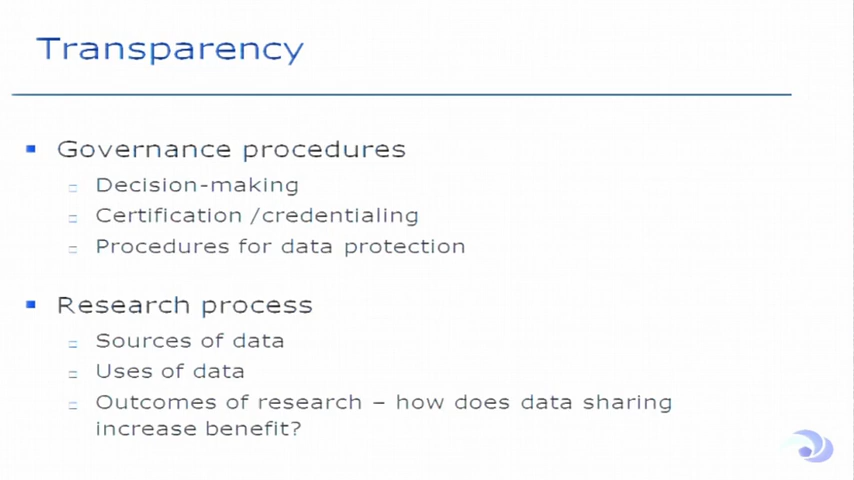 Transparency
Governance procedures
Decision-making
Certification /credentialing
Procedures for data protection
Research process
Sources of data
Uses of data
Outcomes of research – how does data sharing
increase benefit?